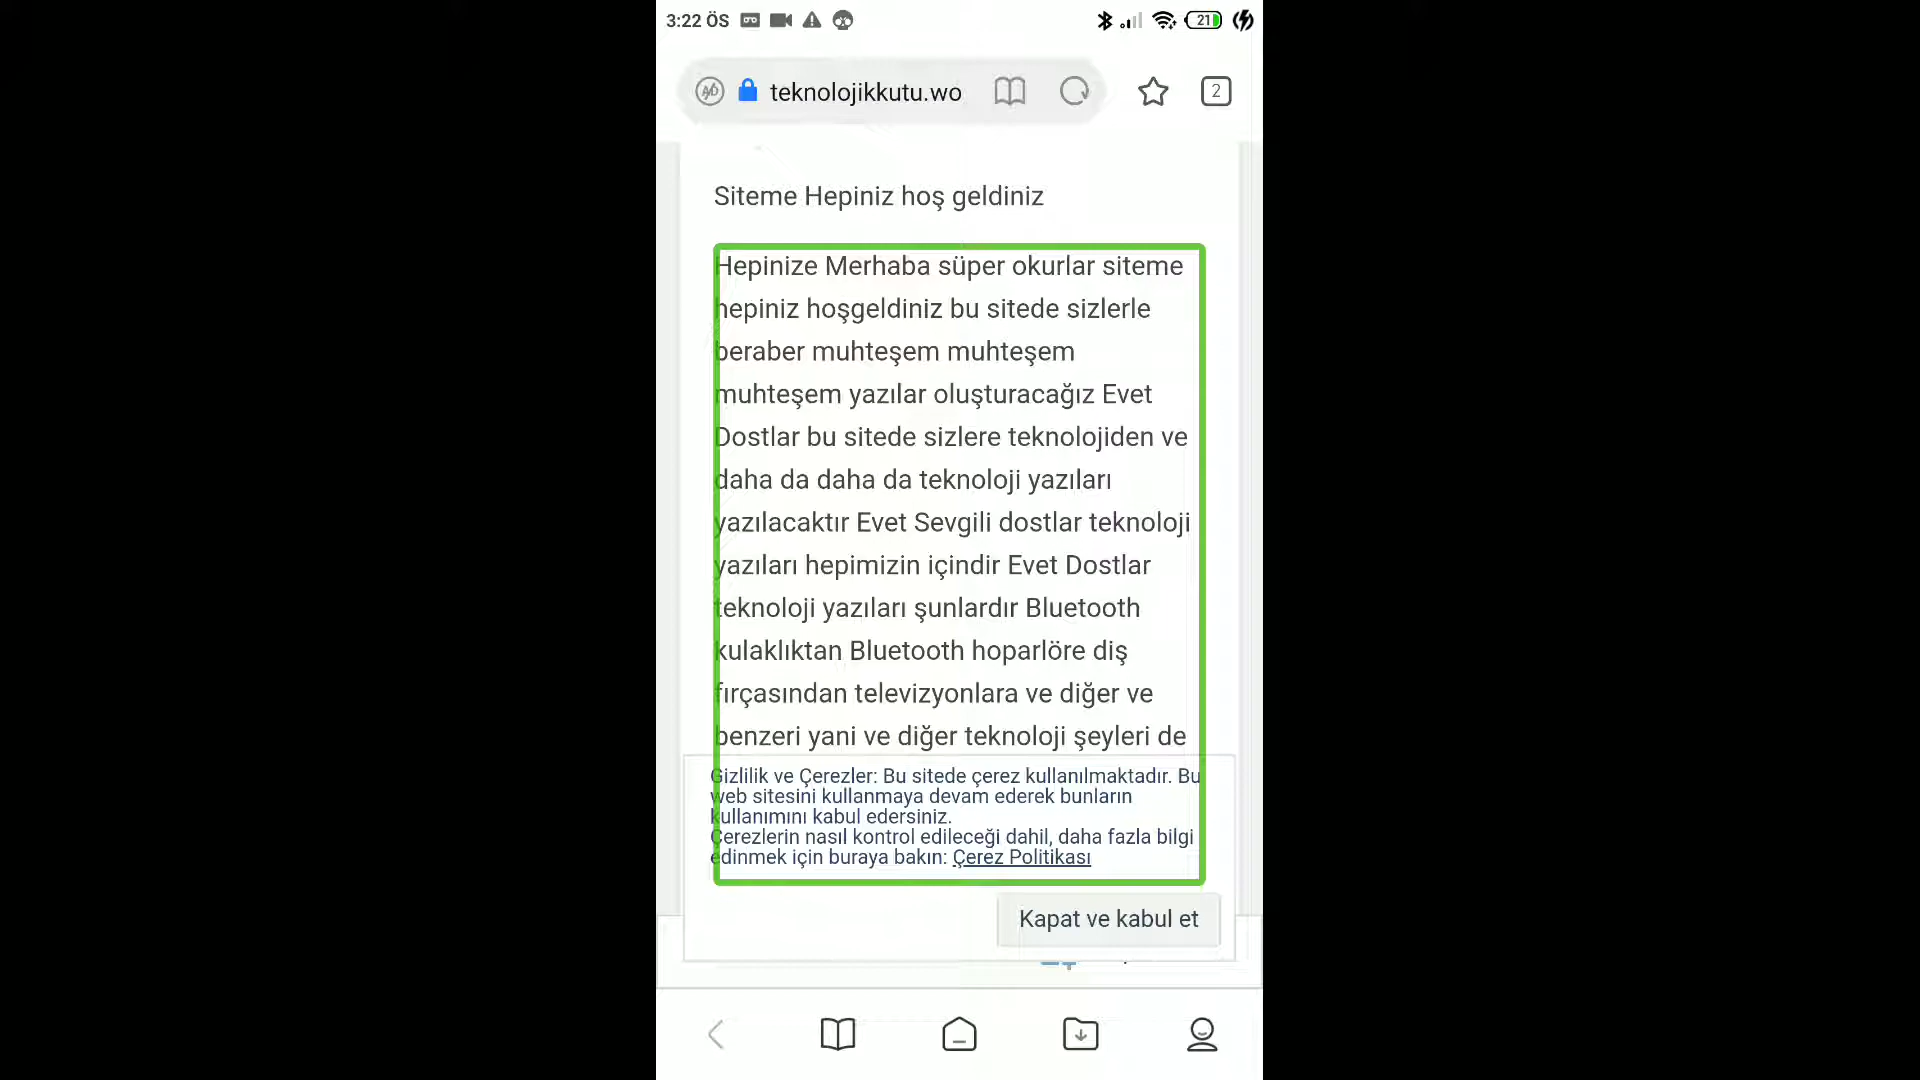 3:22 ÖS
21
teknolojikkutu.wo
2
Siteme Hepiniz hoş geldiniz
Hepinize Merhaba süper okurlar siteme
hepiniz hoşgeldiniz bu sitede sizlerle
beraber muhteşem muhteşem
muhteşem yazılar oluşturacağız Evet
Dostlar bu sitede sizlere teknolojiden ve
daha da daha da teknoloji yazıları
yazılacaktır Evet Sevgili dostlar teknoloji
yazıları hepimizin içindir Evet Dostlar
teknoloji yazıları şunlardır Bluetooth
kulaklıktan Bluetooth hoparlöre diş
fırçasından televizyonlara ve diğer ve
benzeri yani ve diğer teknoloji şeyleri de
Gizlilik ve Çerezler: Bu sitede çerez kullanılmaktadır. Bu
web sitesini kullanmaya devam ederek bunların
kullanımını kabul edersiniz.
Çerezlerin nasıl kontrol edileceği dahil, daha fazla bilgi
edinmek için buraya bakın: Çerez Politikası
Kapat ve kabul et